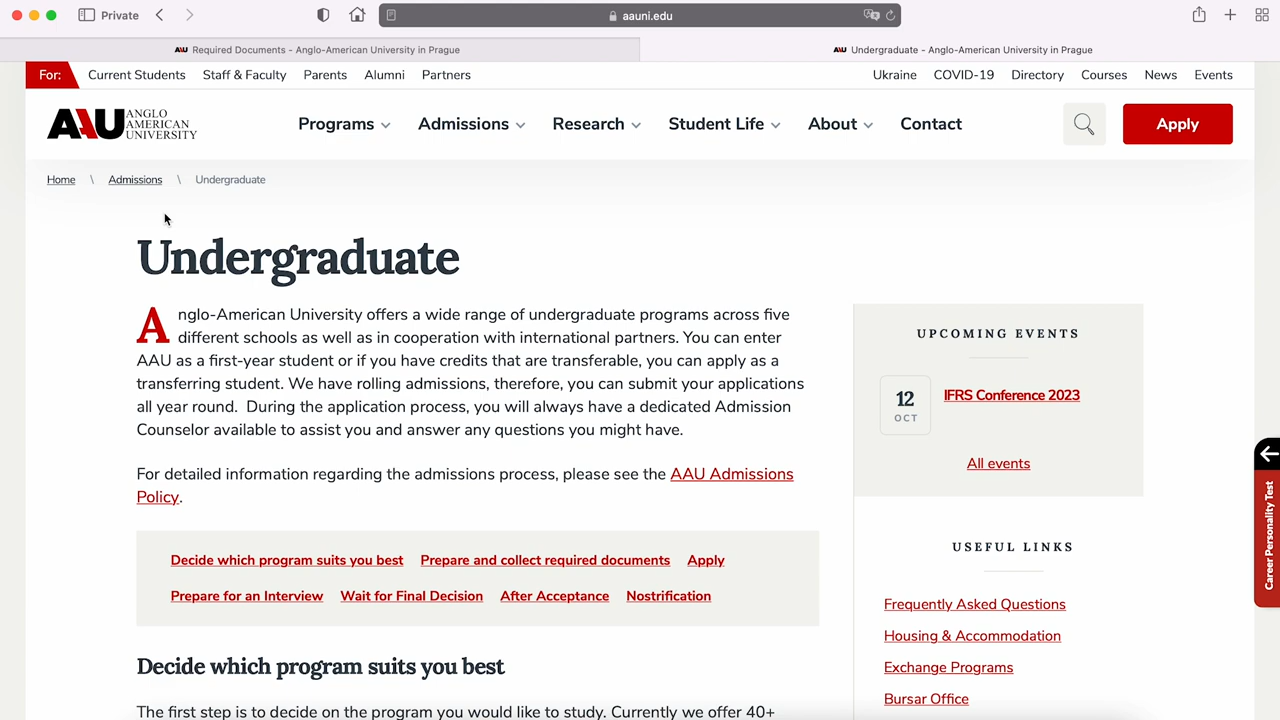 Private
aauni.edu
AAU Required Documents - Anglo-American University in Prague
AAU Undergraduate - Anglo-American University in Prague
For: Current Students Staff & Faculty Parents Alumni Partners Ukraine COVID-19 Directory Courses News Events
AAU ANGLO
AMERICAN
UNIVERSITY
Programs Admissions Research Student Life About Contact Apply
Home \ Admissions \ Undergraduate
Undergraduate
Anglo-American University offers a wide range of undergraduate programs across five
different schools as well as in cooperation with international partners. You can enter
AAU as a first-year student or if you have credits that are transferable, you can apply as a
transferring student. We have rolling admissions, therefore, you can submit your applications
all year round. During the application process, you will always have a dedicated Admission
Counselor available to assist you and answer any questions you might have.
For detailed information regarding the admissions process, please see the AAU Admissions
Policy.
Decide which program suits you best Prepare and collect required documents Apply
Prepare for an Interview Wait for Final Decision After Acceptance Nostrification
Decide which program suits you best
The first step is to decide on the program you would like to study. Currently we offer 40+
UPCOMING EVENTS
12
OCT
IFRS Conference 2023
All events
USEFUL LINKS
Frequently Asked Questions
Housing & Accommodation
Exchange Programs
Bursar Office
Career Personality Test